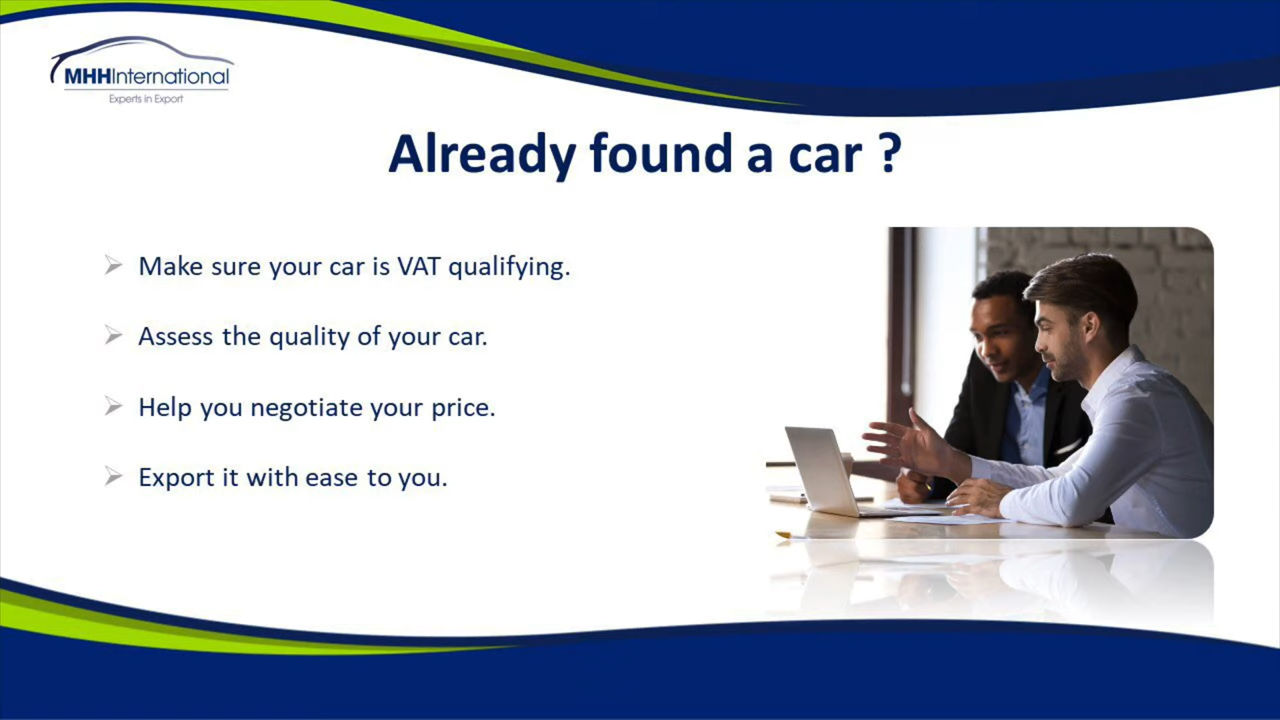 MHHInternational
Experts in Export
Already found a car ?
Make sure your car is VAT qualifying.
Assess the quality of your car.
Help you negotiate your price.
Export it with ease to you.